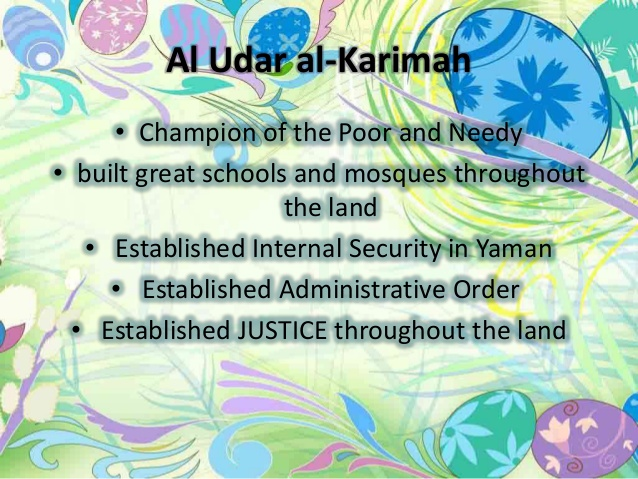 Al Udar al-Karimah
• Champion of the Poor and Needy
• built great schools and mosques throughout
the land
• Established Internal Security in Yaman
• Established Administrative Order
• Established JUSTICE throughout the land